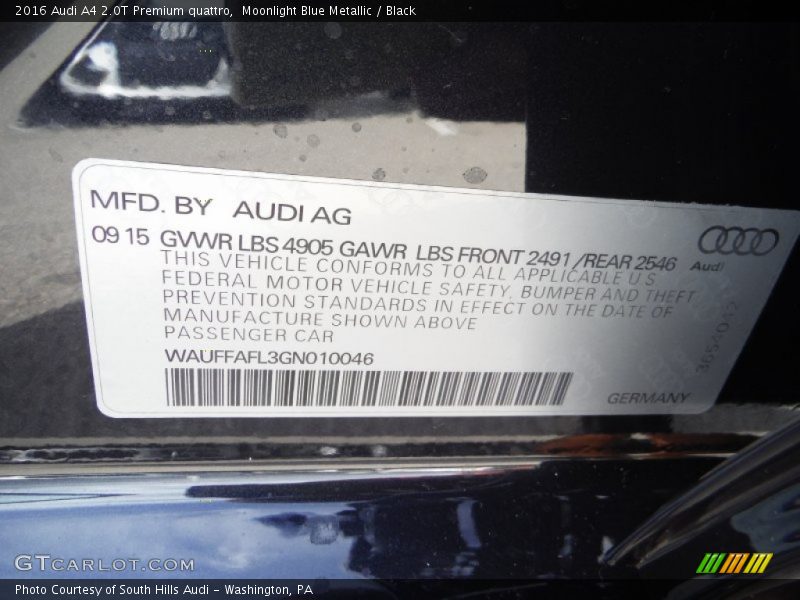 2016 Audi A4 2.0T Premium quattro,  Moonlight Blue Metallic / Black
MFD. BY AUDI AG
09 15 GVWR LBS 4905 GAWR LBS FRONT 2491 /REAR 2546
THIS VEHICLE CONFORMS TO ALL APPLICABLE U S
FEDERAL MOTOR VEHICLE SAFETY, BUMPER AND THEFT
PREVENTION STANDARDS IN EFFECT ON THE DATE OF
MANUFACTURE SHOWN ABOVE
PASSENGER CAR
WAUFFAFL3GN010046
Audi
GERMANY
GTCARLOT.COM
Photo Courtesy of South Hills Audi - Washington, PA